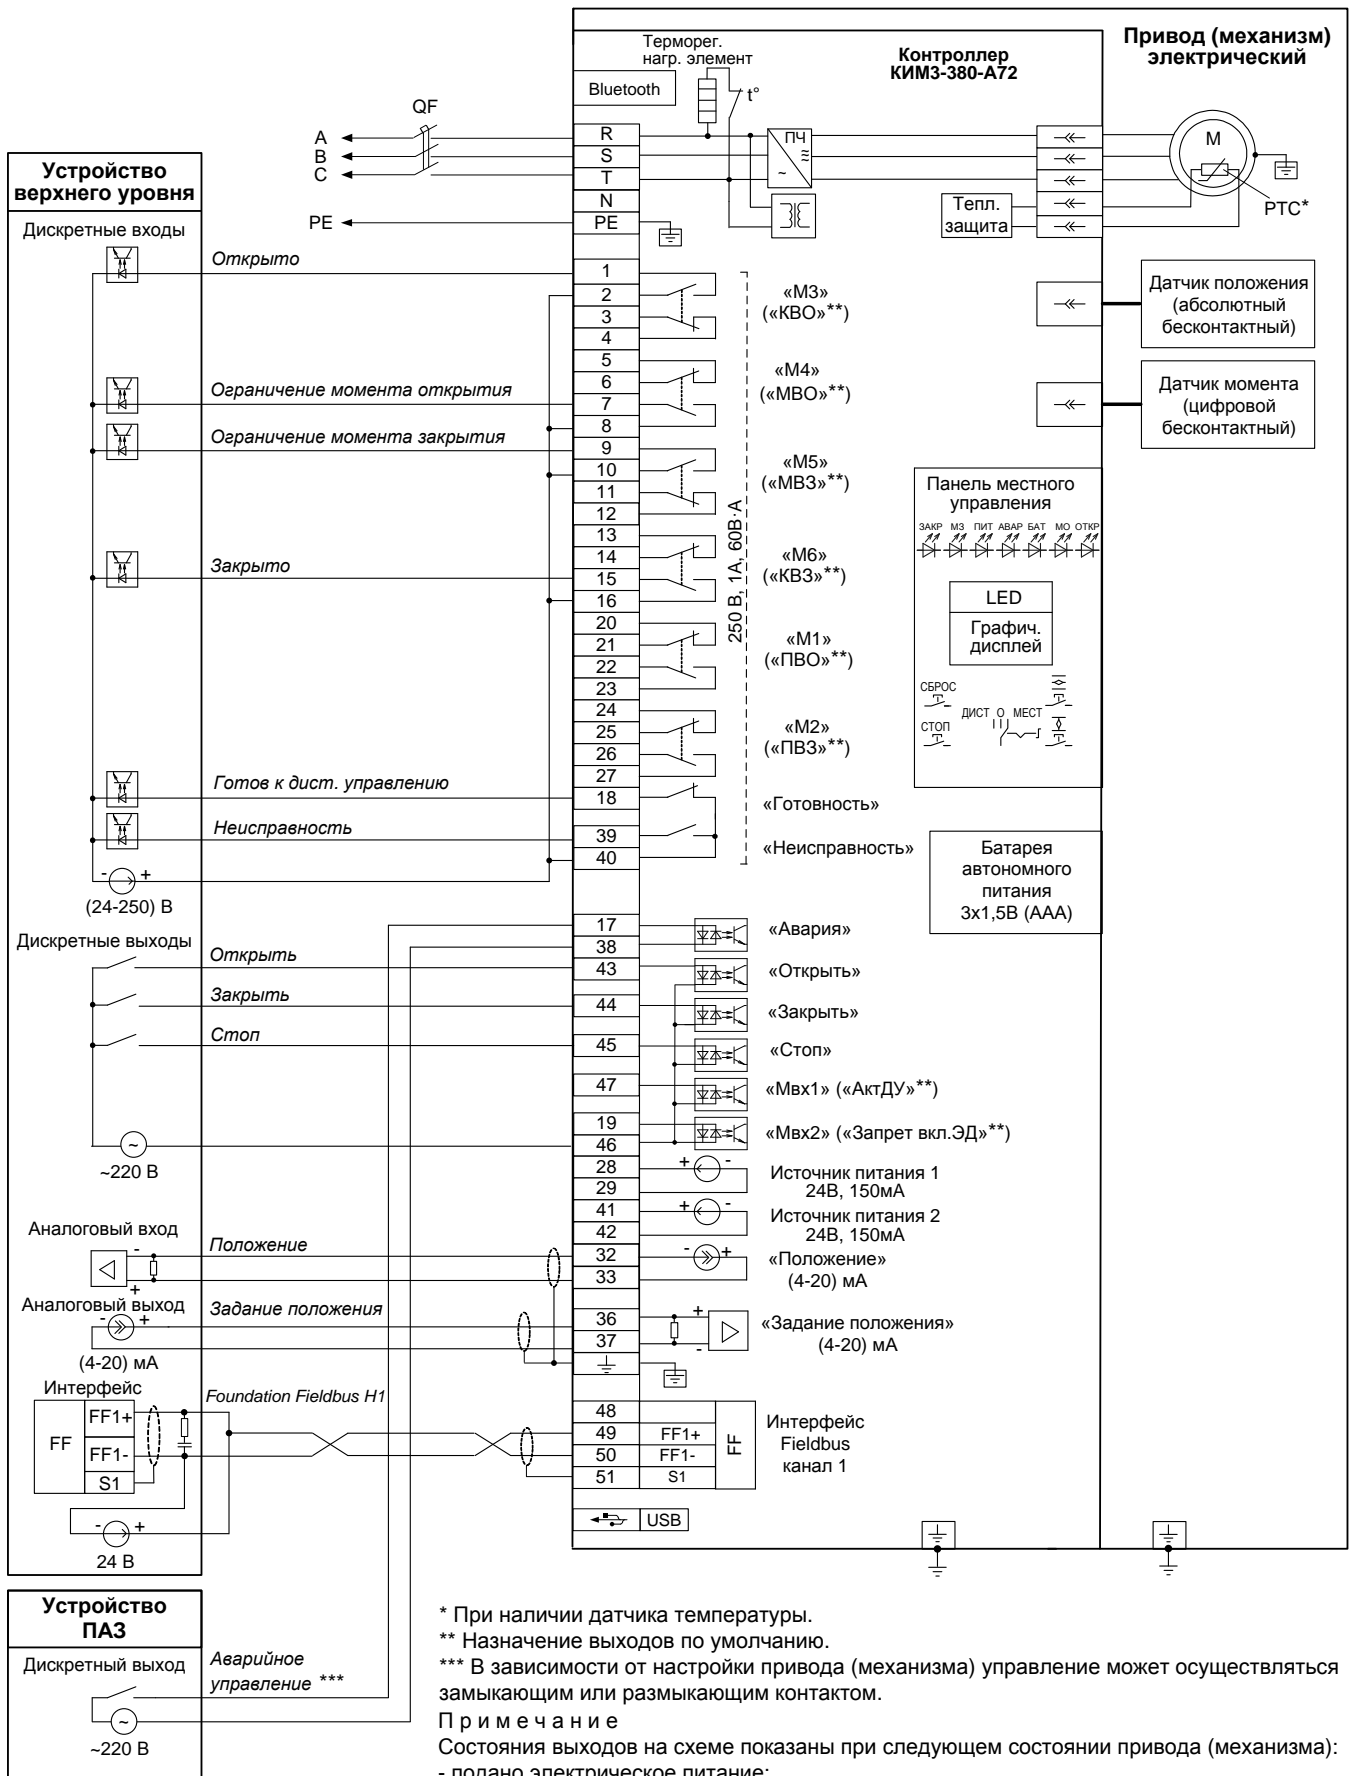 Привод (механизм)
электрический
Контроллер
КИМ3-380-А72
Терморег.
нагр. элемент
Bluetooth
t°
QF
A
B
C
PE
R
S
T
N
PE
ПЧ
≈
~
M
PTC*
Тепл.
защита
Устройство
верхнего уровня
Дискретные входы
Открыто
Ограничение момента открытия
Ограничение момента закрытия
Закрыто
Готов к дист. управлению
Неисправность
- +
(24-250) В
1
2
3
4
5
6
7
8
9
10
11
12
13
14
15
16
20
21
22
23
24
25
26
27
18
39
40
«М3»
(«КВО»**)
«М4»
(«МВО»**)
«М5»
(«МВЗ»**)
«М6»
(«КВЗ»**)
«М1»
(«ПВО»**)
«М2»
(«ПВЗ»**)
«Готовность»
«Неисправность»
250 В, 1А, 60В·А
Датчик положения
(абсолютный
бесконтактный)
Датчик момента
(цифровой
бесконтактный)
Панель местного
управления
ЗАКР МЗ ПИТ АВАР БАТ МО ОТКР
LED
Графич.
дисплей
СБРОС
ДИСТ О МЕСТ
СТОП
Батарея
автономного
питания
3х1,5В (ААА)
Дискретные выходы
Открыть
Закрыть
Стоп
~
~220 В
17
38
43
44
45
47
19
46
28
29
41
42
32
33
36
37
«Авария»
«Открыть»
«Закрыть»
«Стоп»
«Мвх1» («АктДУ»**)
«Мвх2» («Запрет вкл.ЭД»**)
+ -
Источник питания 1
24В, 150мА
+ -
Источник питания 2
24В, 150мА
- +
«Положение»
(4-20) мА
+
-
«Задание положения»
(4-20) мА
Аналоговый вход
-
+
Положение
Аналоговый выход
- +
Задание положения
(4-20) мА
Интерфейс
FF
FF1+
FF1-
S1
Foundation Fieldbus H1
- +
24 В
48
49
50
51
FF1+
FF1-
S1
FF
Интерфейс
Fieldbus
канал 1
USB
Устройство
ПАЗ
Дискретный выход
Аварийное
управление ***
~
~220 В
* При наличии датчика температуры.
** Назначение выходов по умолчанию.
*** В зависимости от настройки привода (механизма) управление может осуществляться
замыкающим или размыкающим контактом.
П р и м е ч а н и е
Состояния выходов на схеме показаны при следующем состоянии привода (механизма):
- подано электрическое питание;